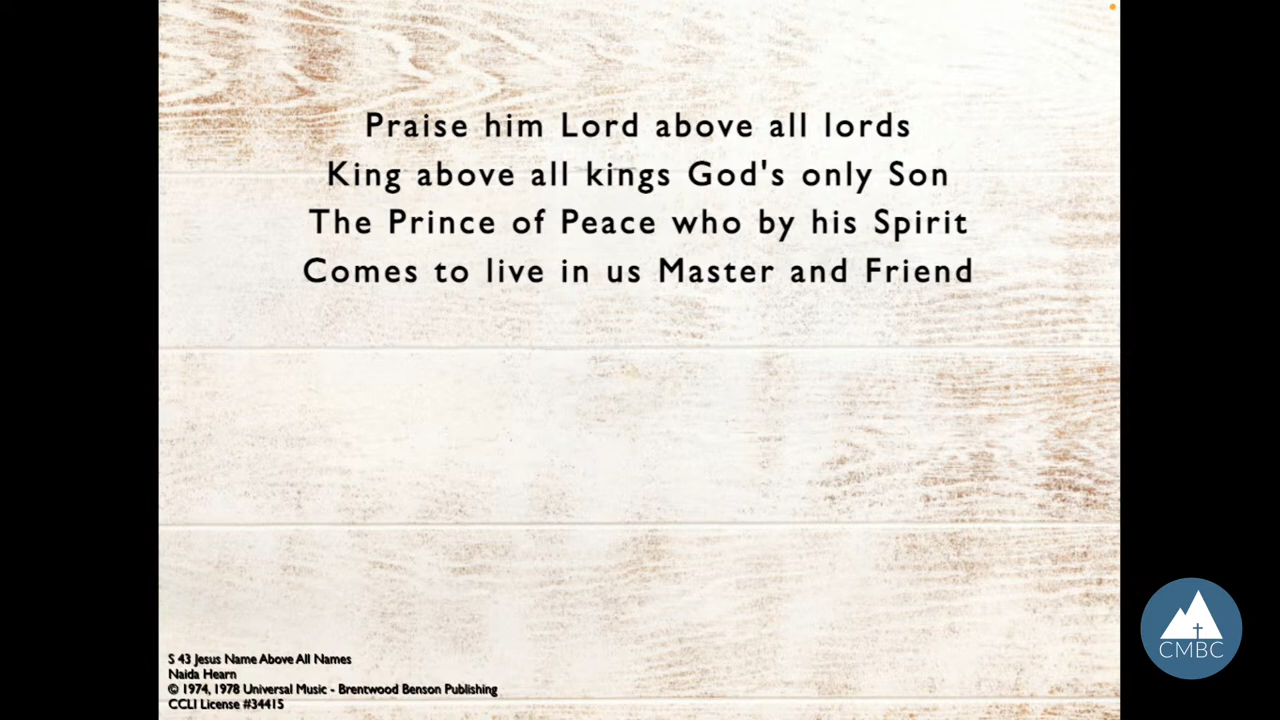 Praise him Lord above all lords
King above all kings God's only Son
The Prince of Peace who by his Spirit
Comes to live in us Master and Friend
S 43 Jesus Name Above All Names
Naida Hearn
© 1974, 1978 Universal Music - Brentwood Benson Publishing
CCLI License #34415
CMBC